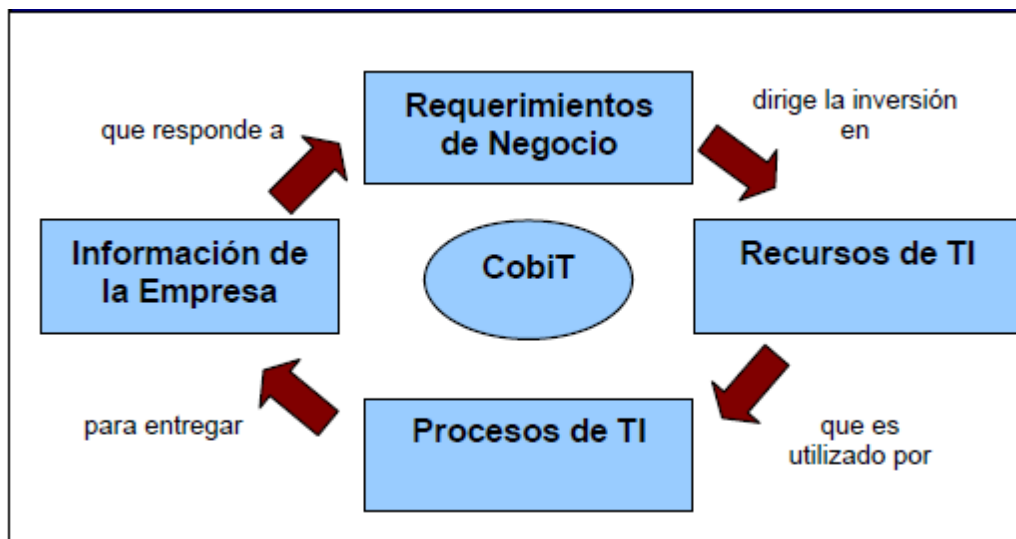 Requerimientos
de Negocio
dirige la inversión
en
que responde a
Información de
la Empresa
CobiT
Recursos de TI
para entregar
Procesos de TI
que es
utilizado por